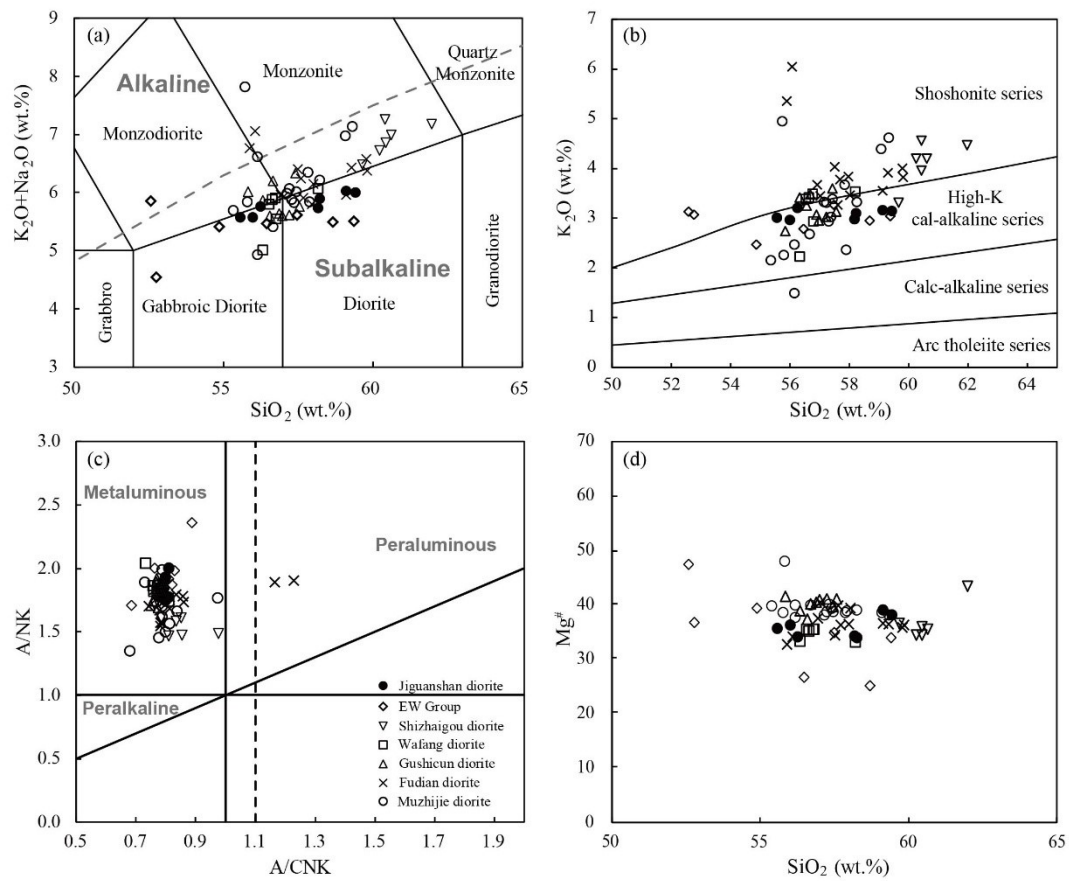 (a)
Alkaline
Monzodiorite
Monzonite
Quartz
Monzonite
Subalkaline
Grabbro
Gabbroic Diorite
Diorite
Granodiorite
K₂O+Na₂O (wt.%)
9
8
7
6
5
4
3
50
55
60
65
SiO₂ (wt.%)
(b)
Shoshonite series
High-K
cal-alkaline series
Calc-alkaline series
Arc tholeiite series
K₂O (wt.%)
7
6
5
4
3
2
1
0
50
52
54
56
58
60
62
64
SiO₂ (wt.%)
(c)
Metaluminous
Peraluminous
Peralkaline
Jiguanshan diorite
EW Group
Shizhaigou diorite
Wafang diorite
Gushicun diorite
Fudian diorite
Muzhijie diorite
A/NK
3.0
2.5
2.0
1.5
1.0
0.5
0.0
0.5
0.7
0.9
1.1
1.3
1.5
1.7
1.9
A/CNK
(d)
Mg#
60
50
40
30
20
10
0
50
55
60
65
SiO₂ (wt.%)